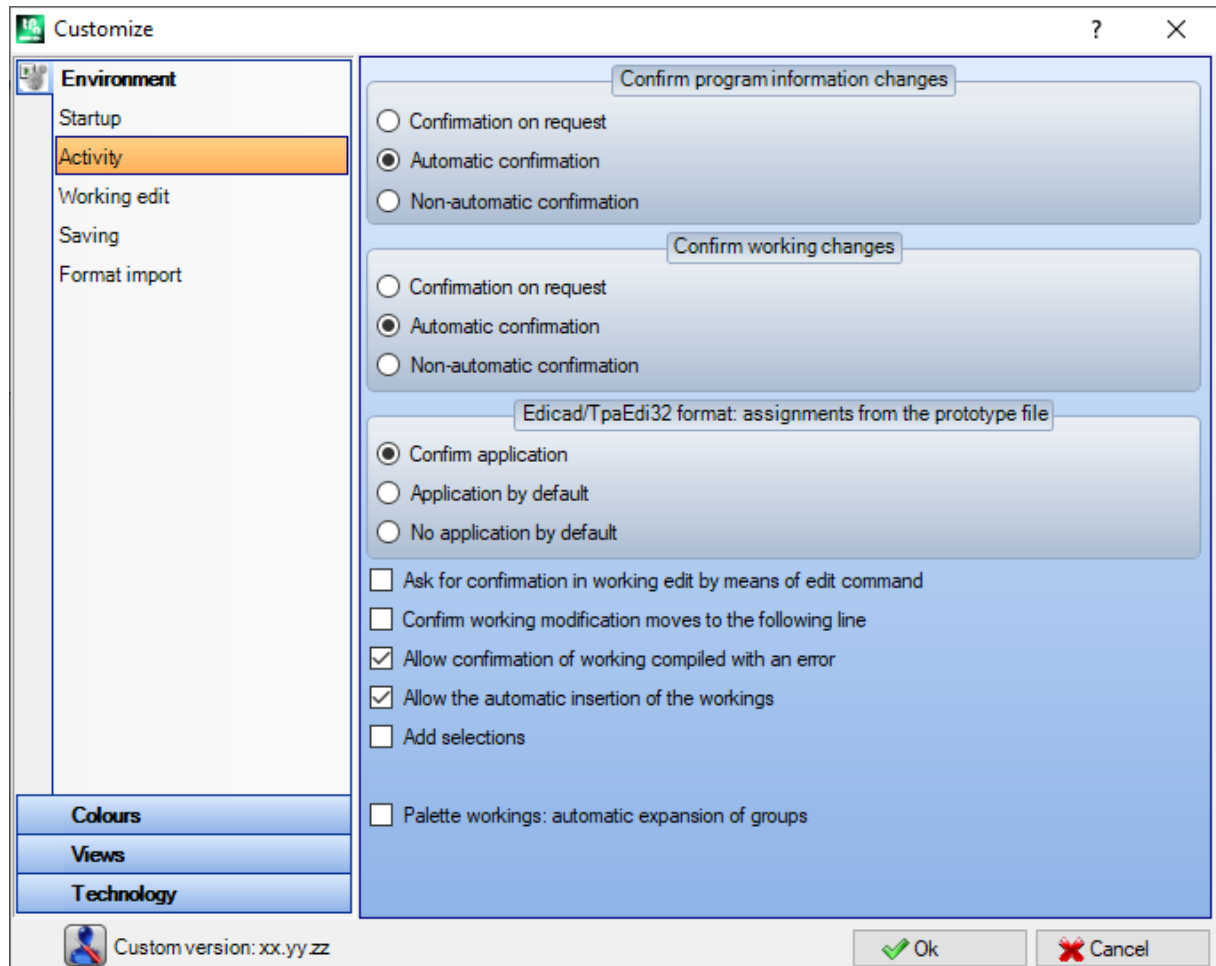 Customize
?
Environment
Startup
Activity
Working edit
Saving
Format import
Colours
Views
Technology
Confirm program information changes
Confirmation on request
Automatic confirmation
Non-automatic confirmation
Confirm working changes
Confirmation on request
Automatic confirmation
Non-automatic confirmation
Edicad/TpaEdi32 format: assignments from the prototype file
Confirm application
Application by default
No application by default
Ask for confirmation in working edit by means of edit command
Confirm working modification moves to the following line
Allow confirmation of working compiled with an error
Allow the automatic insertion of the workings
Add selections
Palette workings: automatic expansion of groups
Custom version: xx.yy.zz
Ok
Cancel